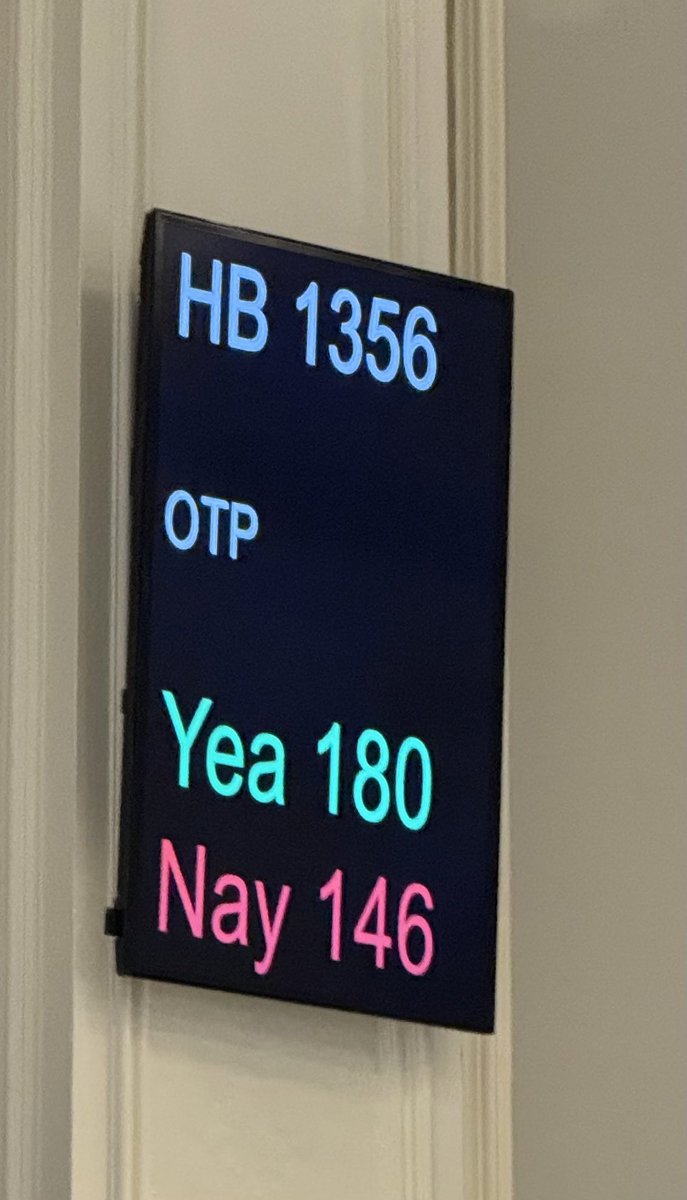 HB 1356
OTP
Yea 180
Nay 146